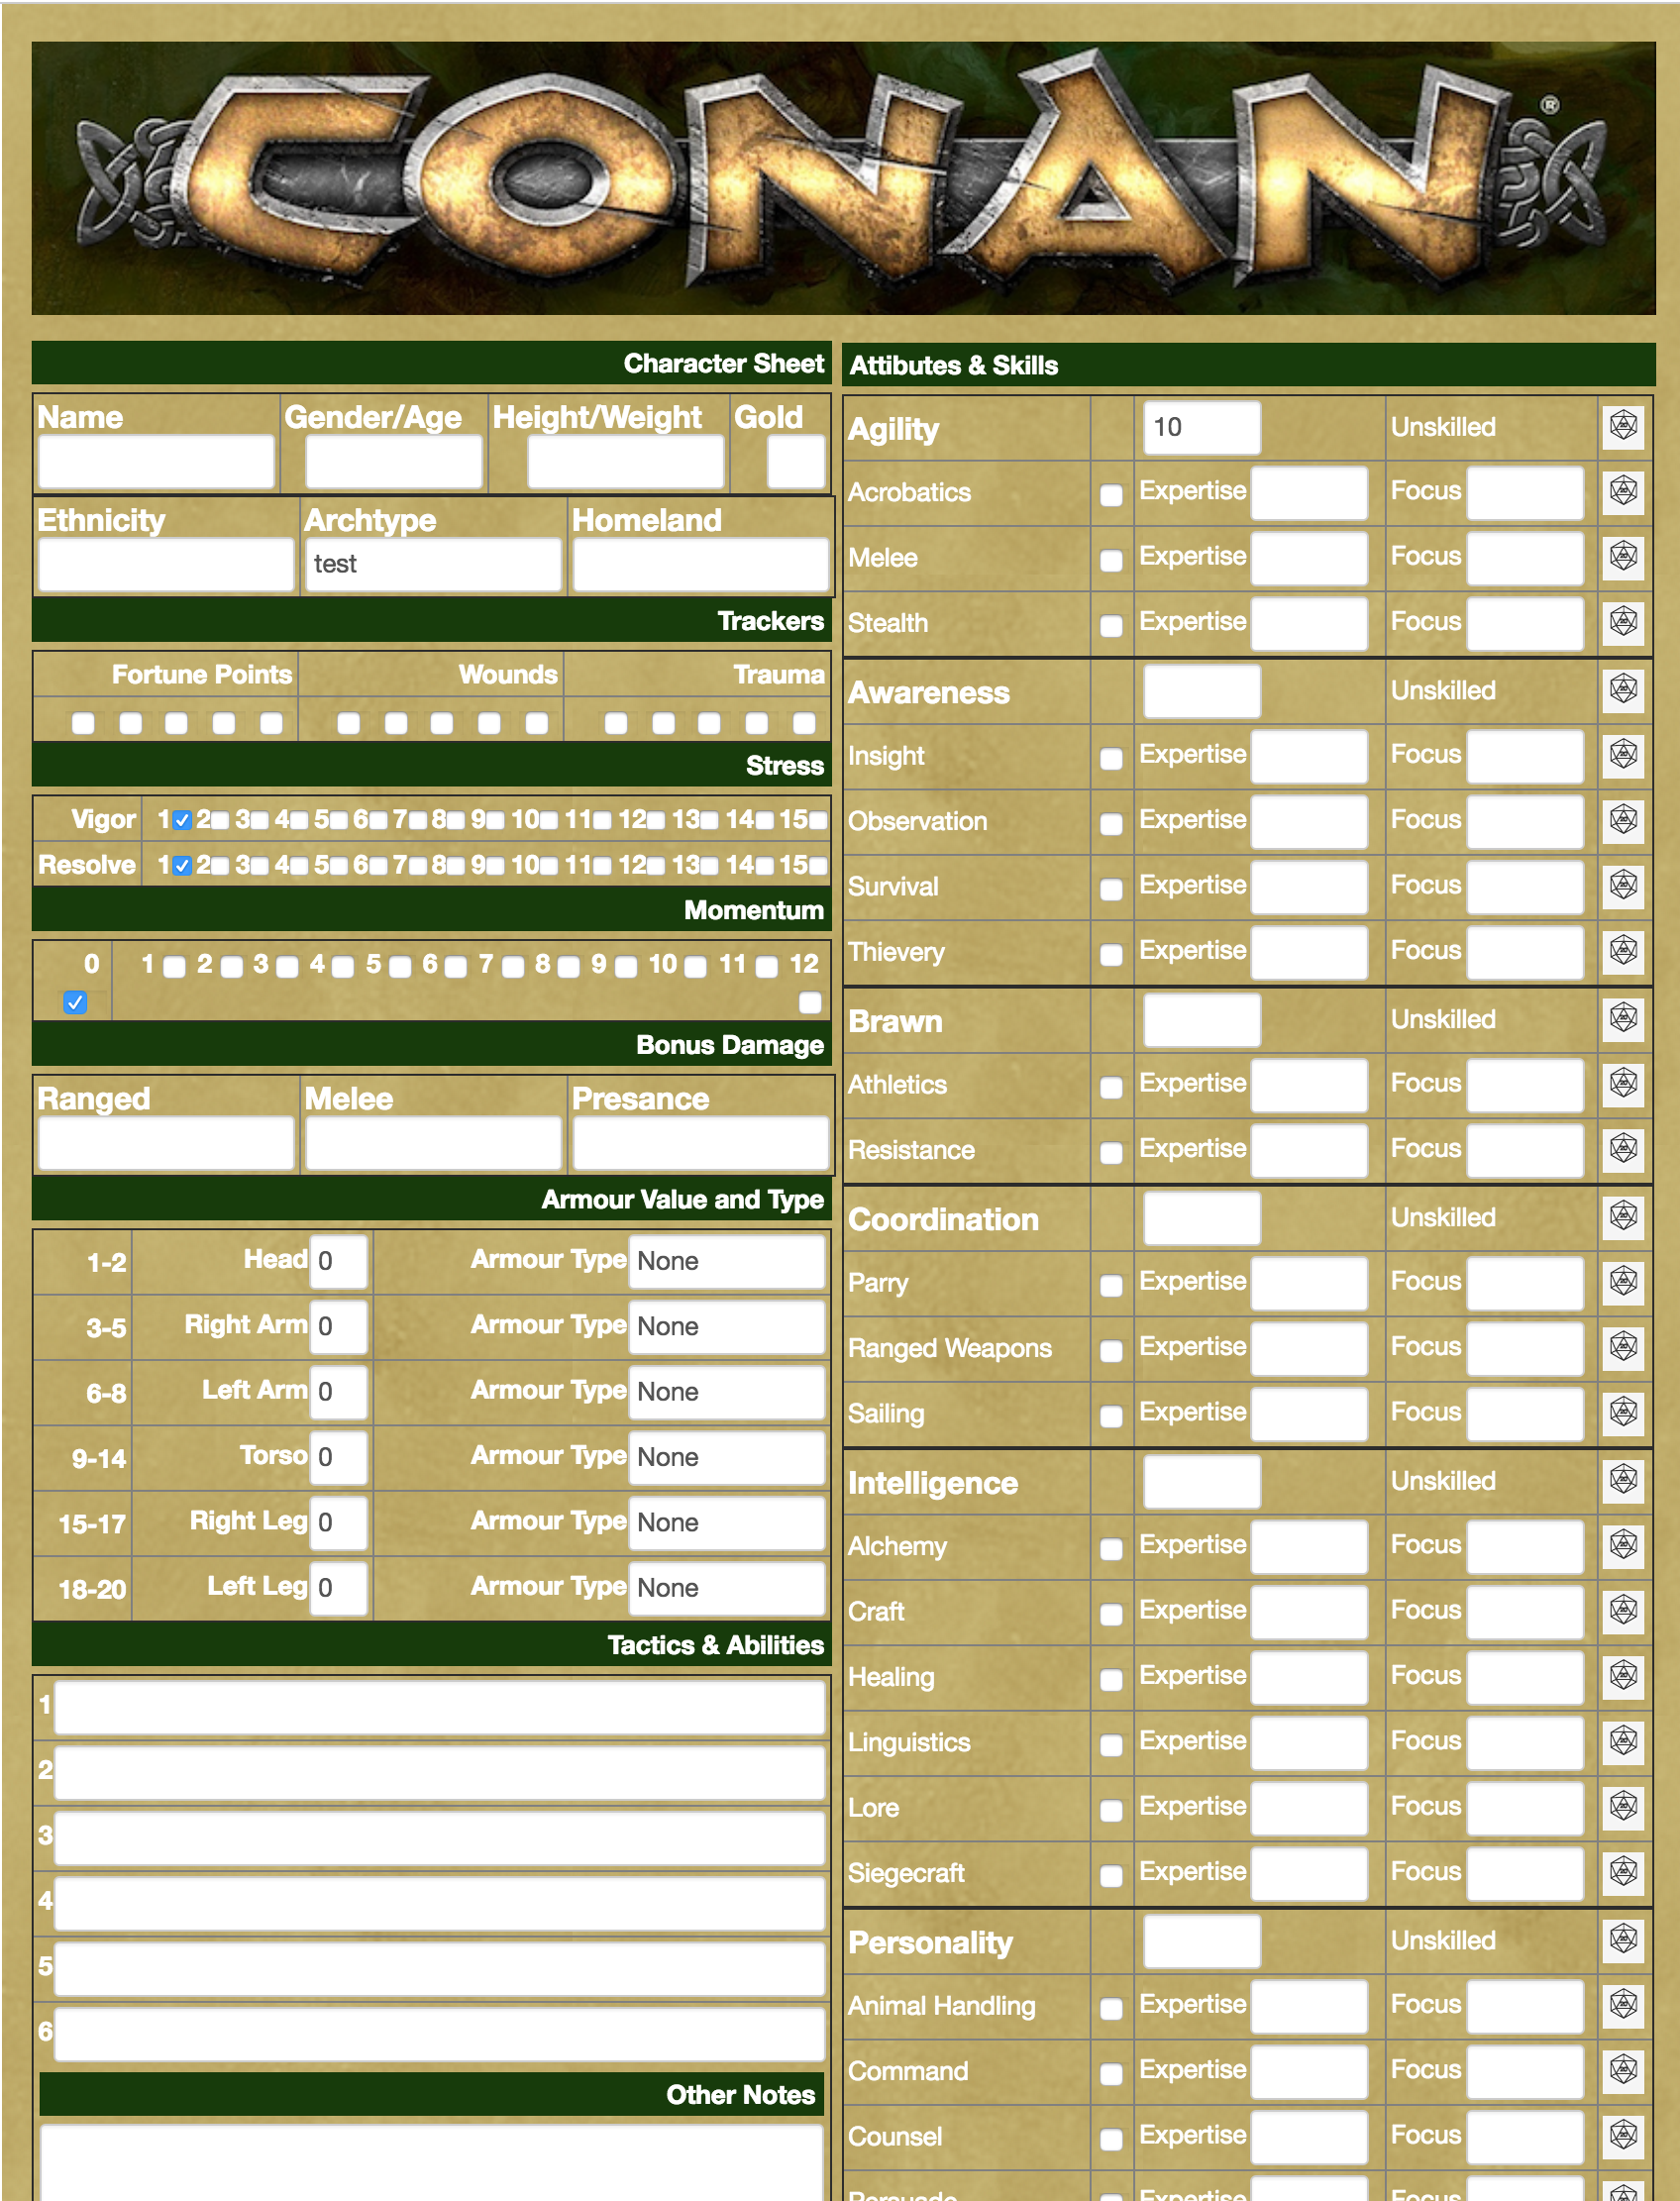 CONAN
®
Character Sheet
Name Gender/Age Height/Weight Gold
Ethnicity Archtype Homeland
test
Trackers
Fortune Points Wounds Trauma
Stress
Vigor 1 2 3 4 5 6 7 8 9 10 11 12 13 14 15
Resolve 1 2 3 4 5 6 7 8 9 10 11 12 13 14 15
Momentum
0 1 2 3 4 5 6 7 8 9 10 11 12
Bonus Damage
Ranged Melee Presance
Armour Value and Type
1-2 Head 0 Armour Type None
3-5 Right Arm 0 Armour Type None
6-8 Left Arm 0 Armour Type None
9-14 Torso 0 Armour Type None
15-17 Right Leg 0 Armour Type None
18-20 Left Leg 0 Armour Type None
Tactics & Abilities
1
2
3
4
5
6
Other Notes
Attibutes & Skills
Agility 10 Unskilled
Acrobatics Expertise Focus
Melee Expertise Focus
Stealth Expertise Focus
Awareness Unskilled
Insight Expertise Focus
Observation Expertise Focus
Survival Expertise Focus
Thievery Expertise Focus
Brawn Unskilled
Athletics Expertise Focus
Resistance Expertise Focus
Coordination Unskilled
Parry Expertise Focus
Ranged Weapons Expertise Focus
Sailing Expertise Focus
Intelligence Unskilled
Alchemy Expertise Focus
Craft Expertise Focus
Healing Expertise Focus
Linguistics Expertise Focus
Lore Expertise Focus
Siegecraft Expertise Focus
Personality Unskilled
Animal Handling Expertise Focus
Command Expertise Focus
Counsel Expertise Focus
Persuade Expertise Focus